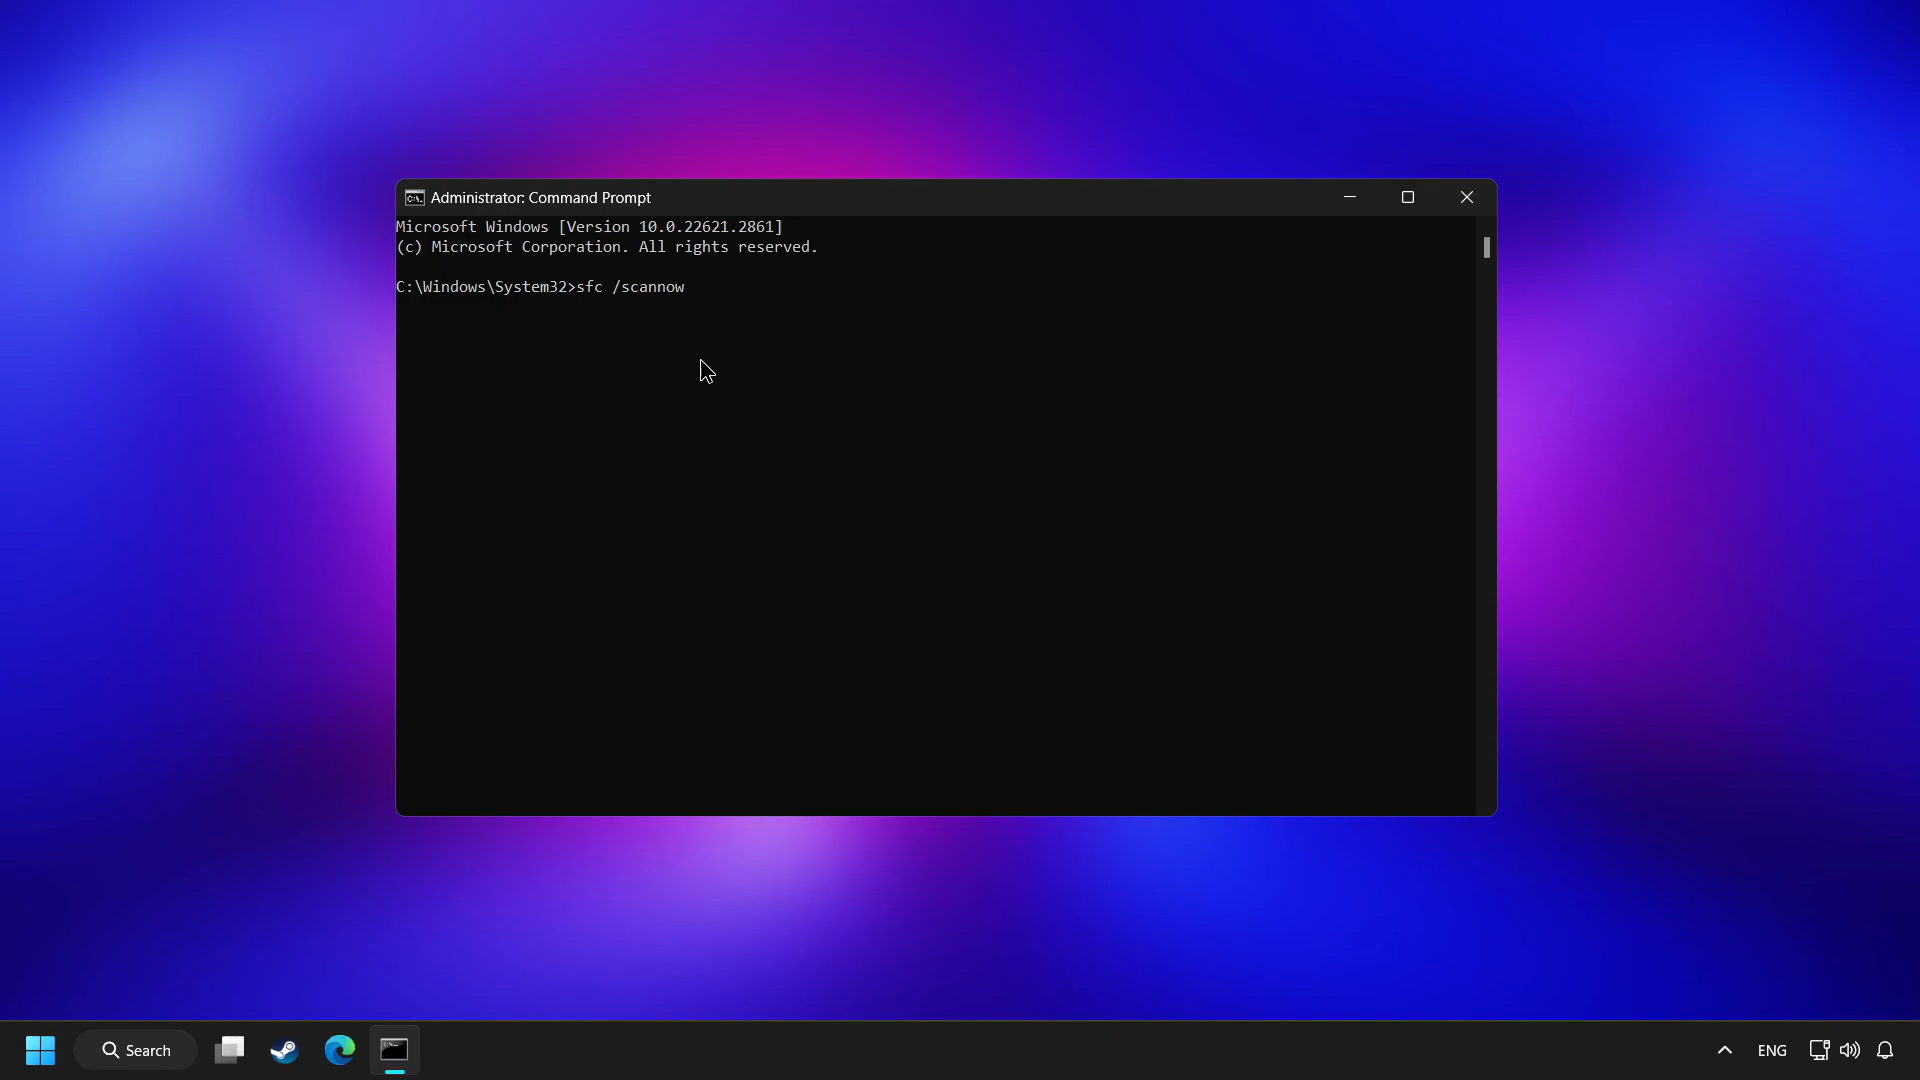 Administrator: Command Prompt
Microsoft Windows [Version 10.0.22621.2861]
(c) Microsoft Corporation. All rights reserved.
C:\Windows\System32>sfc /scannow
Search
ENG